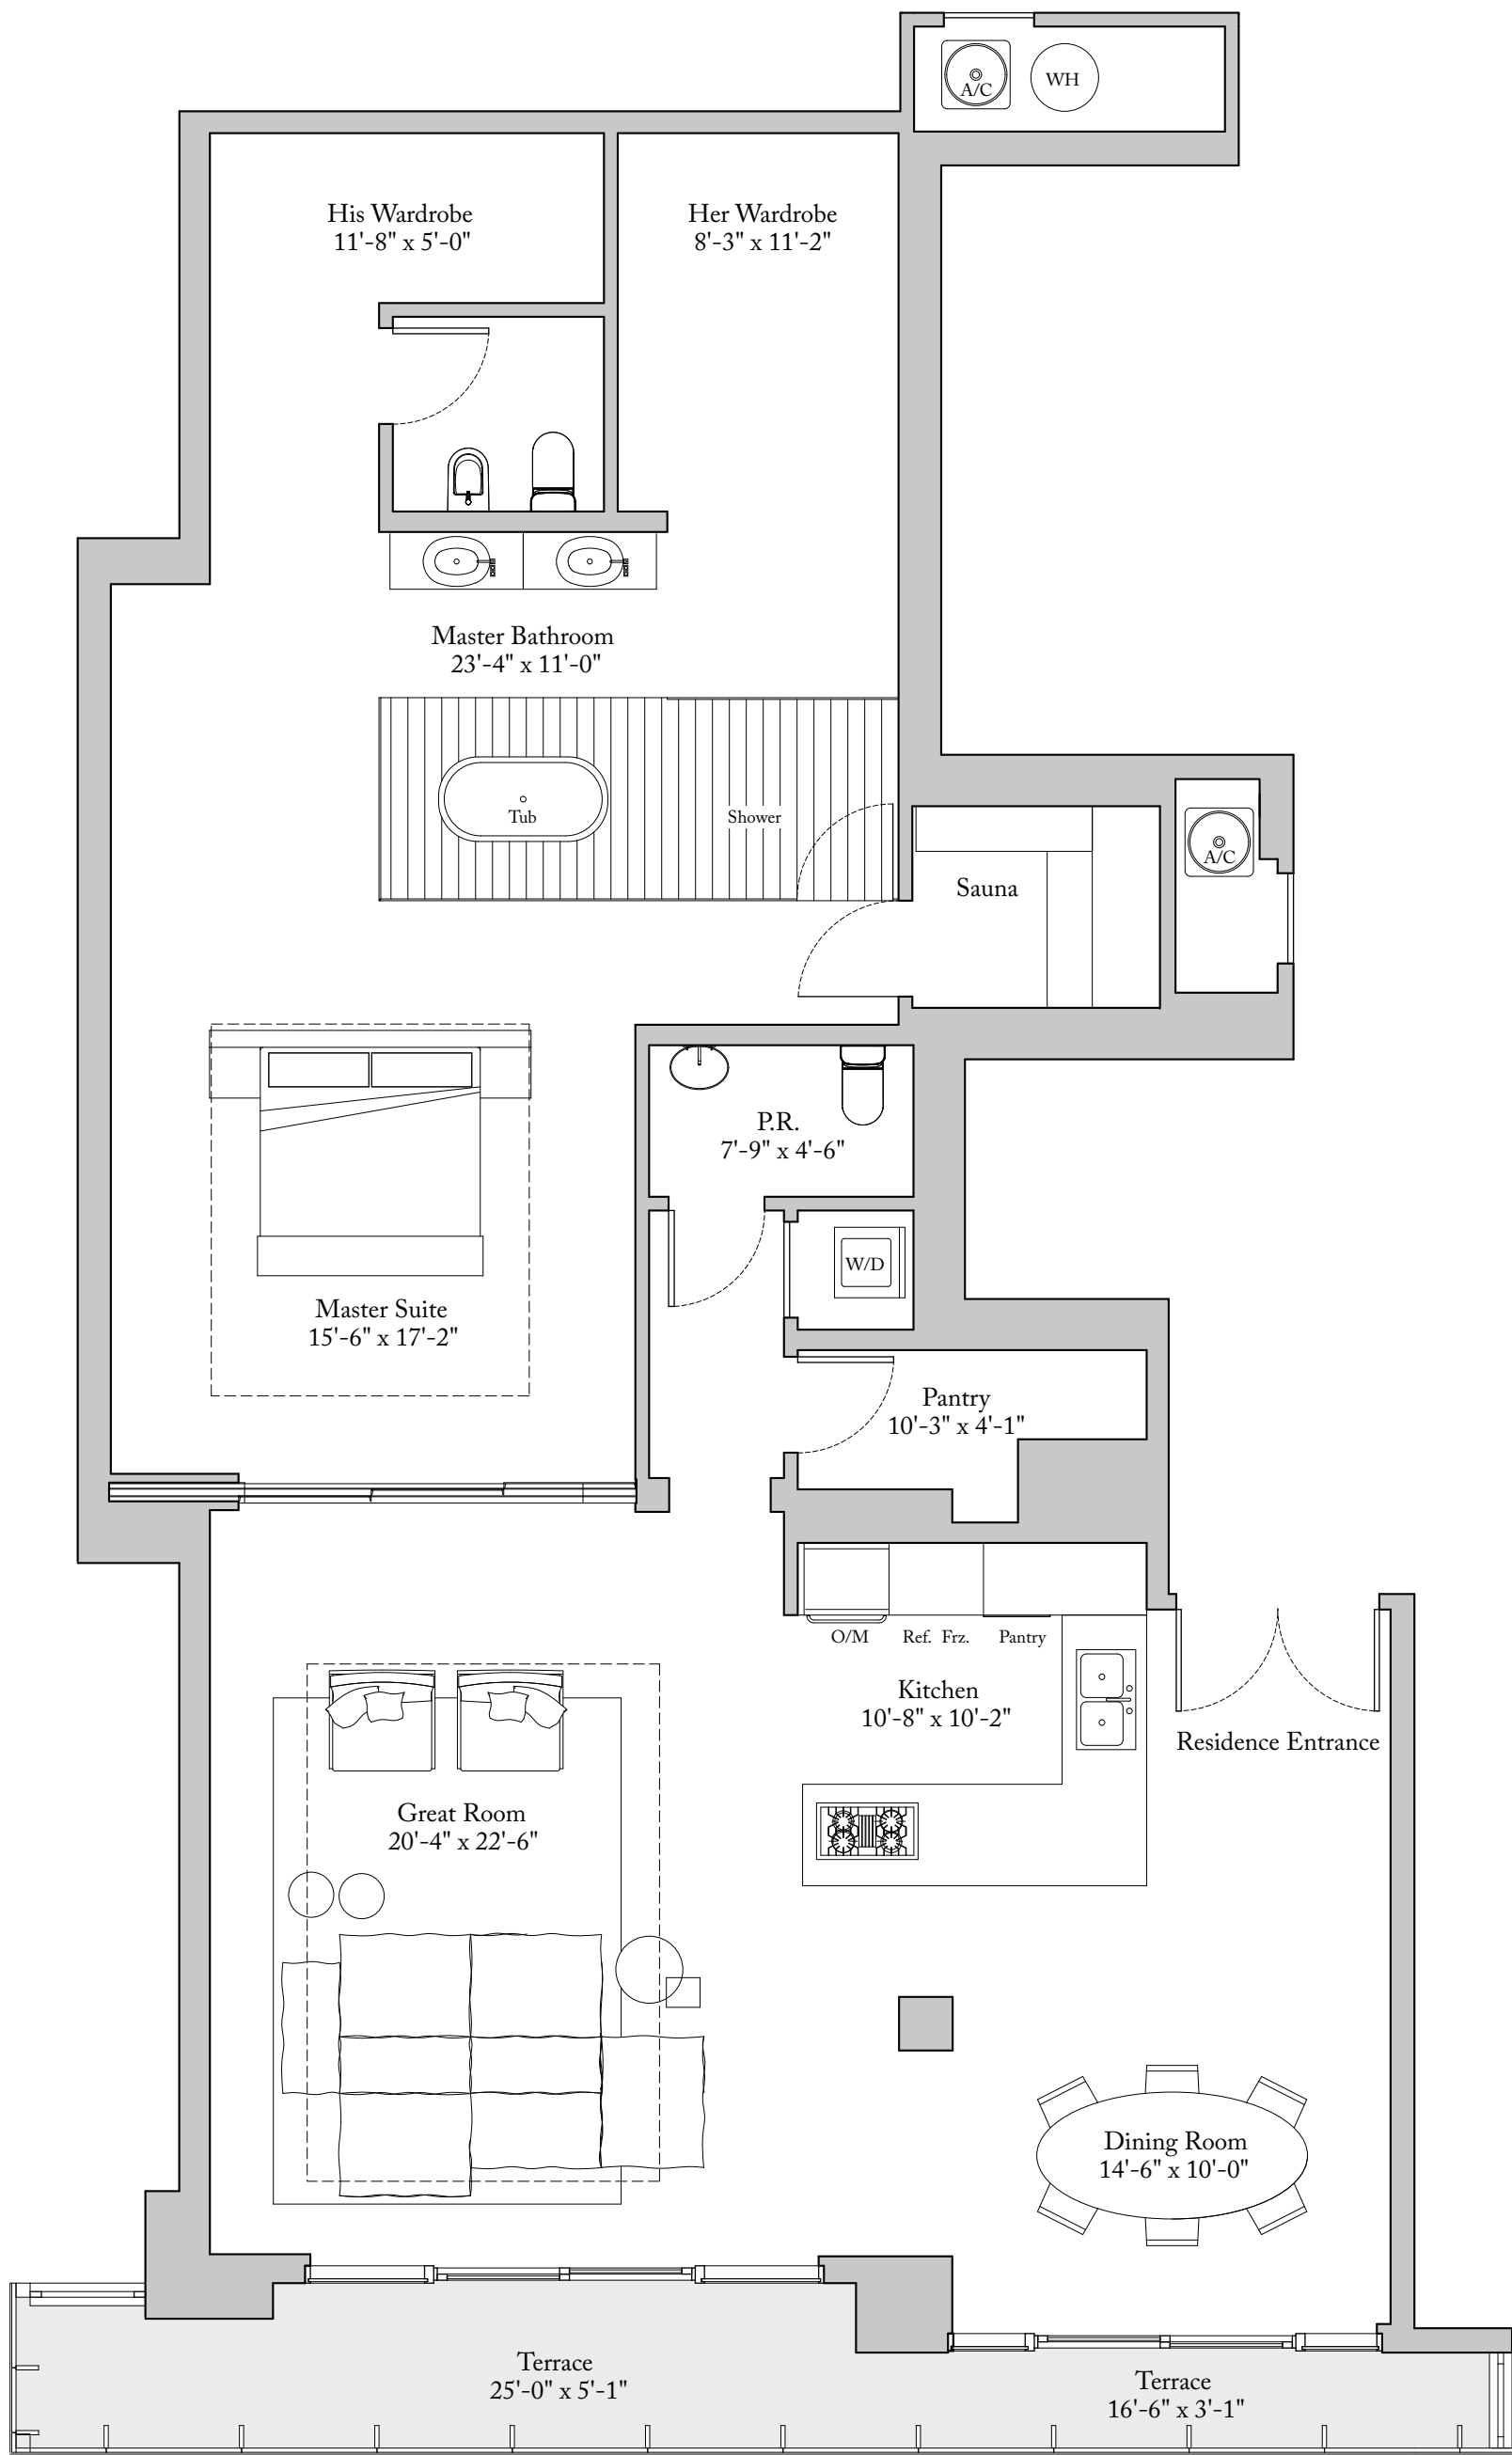 A/C
WH
His Wardrobe
11'-8" x 5'-0"
Her Wardrobe
8'-3" x 11'-2"
Master Bathroom
23'-4" x 11'-0"
Tub
Shower
A/C
Sauna
P.R.
7'-9" x 4'-6"
W/D
Master Suite
15'-6" x 17'-2"
Pantry
10'-3" x 4'-1"
O/M
Ref. Frz.
Pantry
Kitchen
10'-8" x 10'-2"
Residence Entrance
Great Room
20'-4" x 22'-6"
Dining Room
14'-6" x 10'-0"
Terrace
25'-0" x 5'-1"
Terrace
16'-6" x 3'-1"